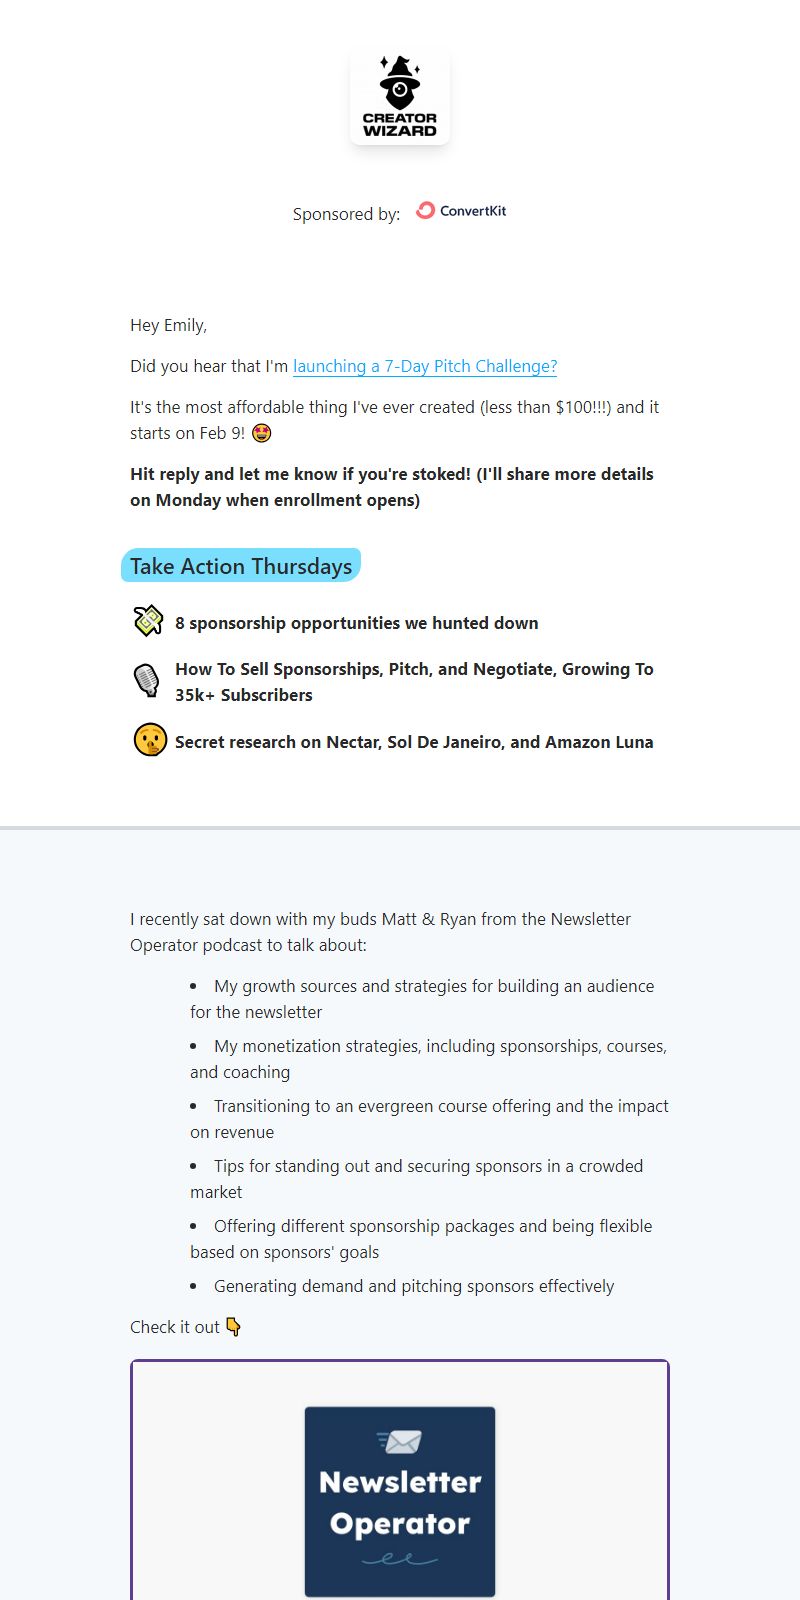 CREATOR
WIZARD
Sponsored by: ConvertKit
Hey Emily,
Did you hear that I'm launching a 7-Day Pitch Challenge?
It's the most affordable thing I've ever created (less than $100!!!) and it
starts on Feb 9! 🤩
Hit reply and let me know if you're stoked! (I'll share more details
on Monday when enrollment opens)
Take Action Thursdays
8 sponsorship opportunities we hunted down
How To Sell Sponsorships, Pitch, and Negotiate, Growing To
35k+ Subscribers
Secret research on Nectar, Sol De Janeiro, and Amazon Luna
I recently sat down with my buds Matt & Ryan from the Newsletter
Operator podcast to talk about:
• My growth sources and strategies for building an audience
for the newsletter
• My monetization strategies, including sponsorships, courses,
and coaching
• Transitioning to an evergreen course offering and the impact
on revenue
• Tips for standing out and securing sponsors in a crowded
market
• Offering different sponsorship packages and being flexible
based on sponsors' goals
• Generating demand and pitching sponsors effectively
Check it out 👇
Newsletter
Operator